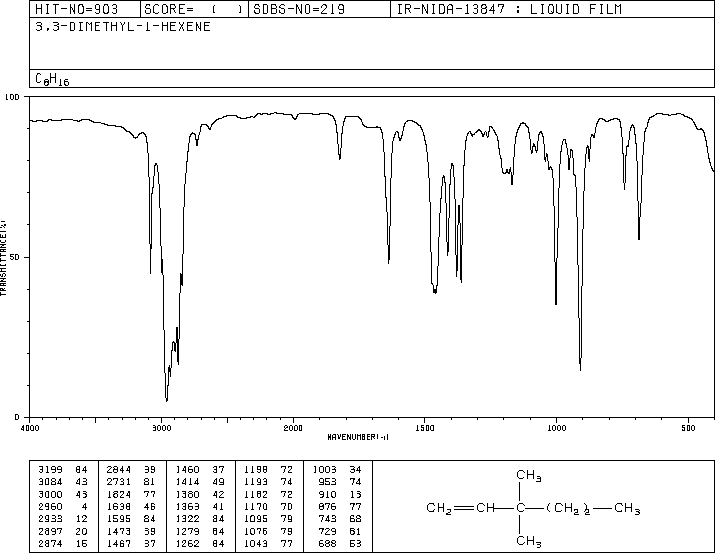 HIT-NO=903 SCORE= ( ) SDBS-NO=219 IR-NIDA-13847 : LIQUID FILM
3,3-DIMETHYL-1-HEXENE
C8H16
100
50
0
TRANSMITTANCE(%)
4000 3000 2000 1500 1000 500
WAVENUMBER(-1)
3199 84 2844 39 1460 37 1198 72 1003 34
3084 43 2731 81 1414 49 1193 74 953 74
3000 43 1824 77 1380 42 1182 72 910 13
2960 4 1638 46 1363 41 1170 70 876 77
2933 12 1595 84 1322 84 1095 79 743 68
2897 20 1473 39 1279 84 1076 79 729 81
2874 16 1467 37 1262 84 1043 77 688 53
CH3
CH2 CH C (CH2)2 CH3
CH3